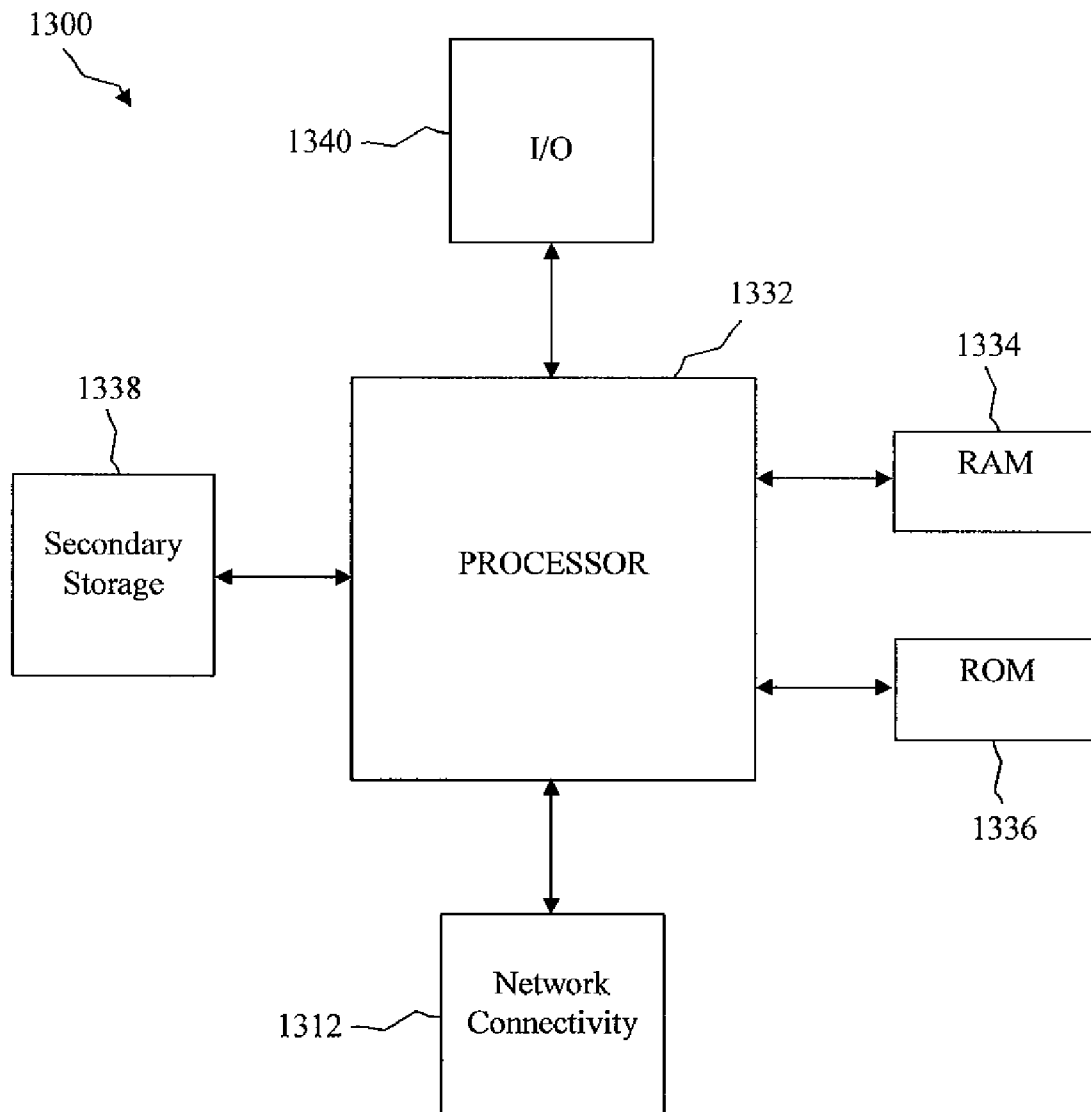 1300
1340
I/O
1332
1334
1338
RAM
Secondary
Storage
PROCESSOR
ROM
1336
Network
Connectivity
1312